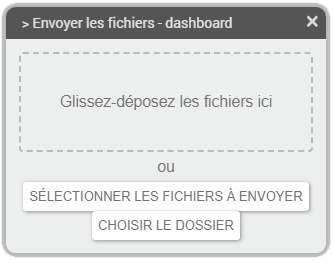 > Envoyer les fichiers - dashboard ×
Glissez-déposez les fichiers ici
ou
SÉLECTIONNER LES FICHIERS À ENVOYER
CHOISIR LE DOSSIER